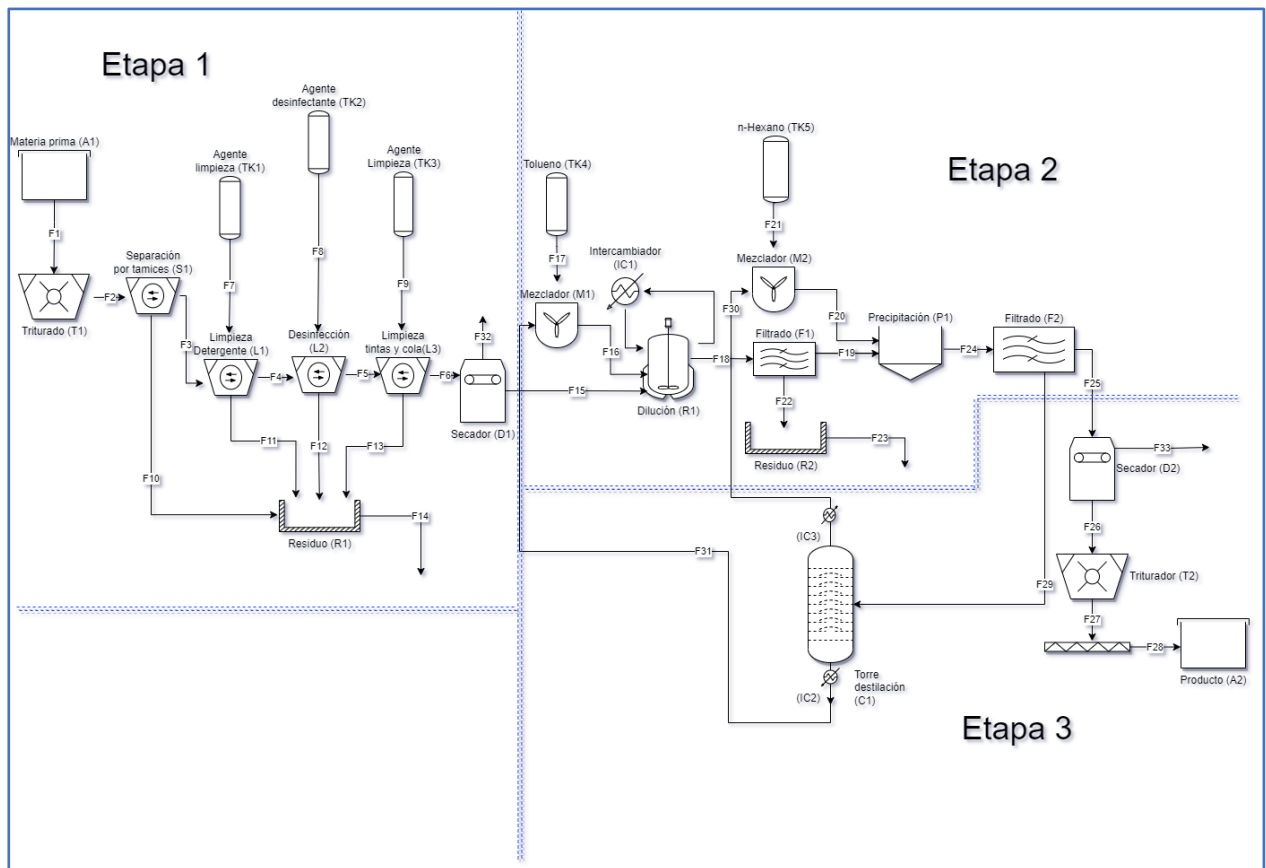 Etapa 1
Agente
desinfectante (TK2)
Agente
limpieza (TK1)
Agente
Limpieza (TK3)
Materia prima (A1)
F1
F7
F8
F9
Separación
por tamices (S1)
F2
Triturado (T1)
F3
Limpieza
Detergente (L1)
Desinfección
(L2)
Limpieza
tintas y cola(L3)
F4
F5
F6
F32
Secador (D1)
F11
F12
F13
F10
F14
Residuo (R1)
Etapa 2
n-Hexano (TK5)
Tolueno (TK4)
F21
F17
Intercambiador
(IC1)
Mezclador (M2)
Mezclador (M1)
F30
F20
Precipitación (P1)
Filtrado (F2)
Filtrado (F1)
F16
F18
F19
F24
F15
Dilución (R1)
F22
F25
F23
Residuo (R2)
F33
Secador (D2)
F26
(IC3)
F31
F29
Triturador (T2)
F27
F28
Producto (A2)
Torre
destilación
(C1)
(IC2)
Etapa 3